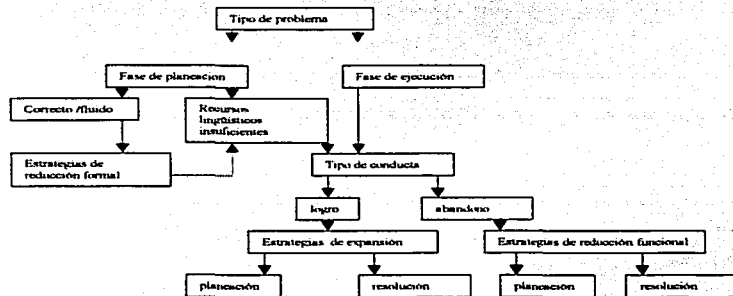 Tipo de problema
Fase de planeacion
Fase de ejecución
Correcto /fluido
Recursos
lingüísticos
insuficientes
Estrategias de
reducción formal
Tipo de conducta
logro
abandono
Estrategias de expansión
Estrategias de reducción funcional
planeación
resolución
planeación
resolución